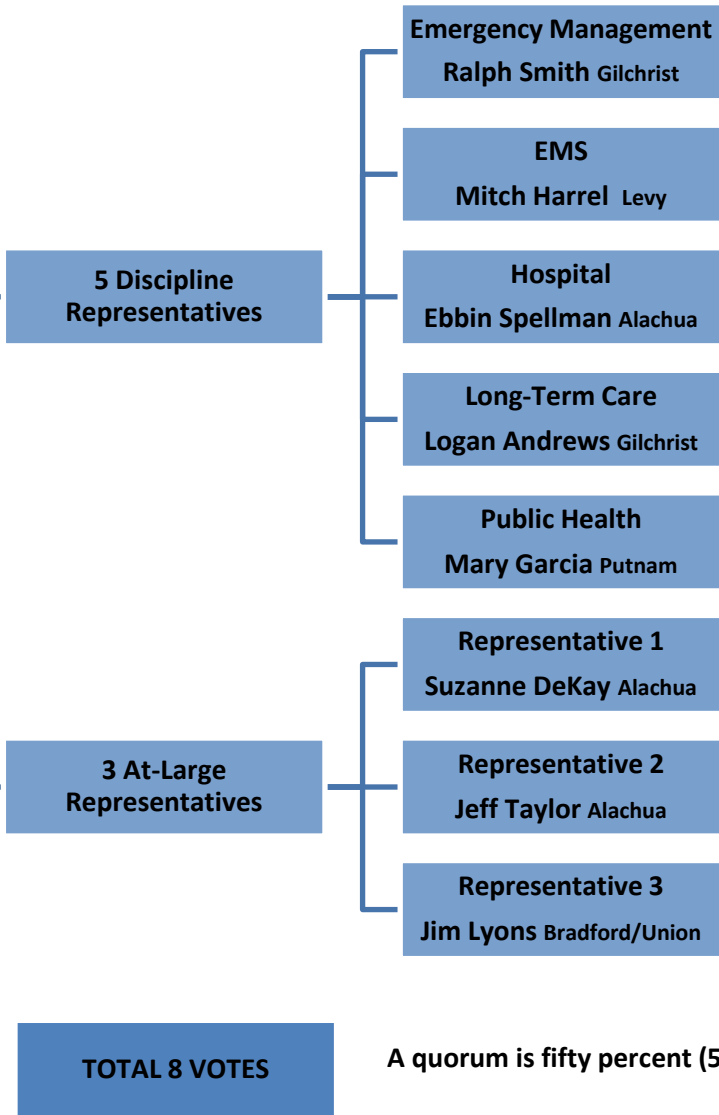 Emergency Management
Ralph Smith Gilchrist
EMS
Mitch Harrel Levy
5 Discipline
Representatives
Hospital
Ebbin Spellman Alachua
Long-Term Care
Logan Andrews Gilchrist
Public Health
Mary Garcia Putnam
Representative 1
Suzanne DeKay Alachua
3 At-Large
Representatives
Representative 2
Jeff Taylor Alachua
Representative 3
Jim Lyons Bradford/Union
TOTAL 8 VOTES
A quorum is fifty percent (5